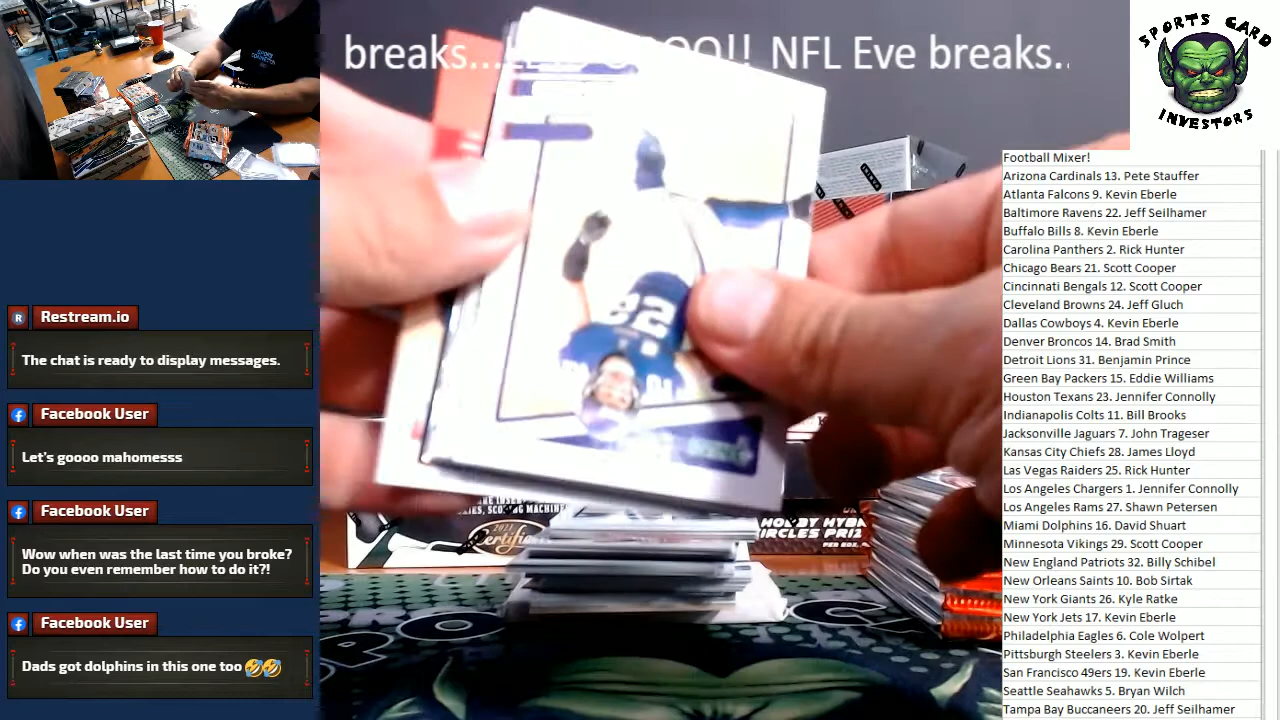 breaks...
NFL Eve breaks..
SPORTS CARD
INVESTORS
Football Mixer!
Arizona Cardinals 13. Pete Stauffer
Atlanta Falcons 9. Kevin Eberle
Baltimore Ravens 22. Jeff Seilhamer
Buffalo Bills 8. Kevin Eberle
Carolina Panthers 2. Rick Hunter
Chicago Bears 21. Scott Cooper
Cincinnati Bengals 12. Scott Cooper
Cleveland Browns 24. Jeff Gluch
Dallas Cowboys 4. Kevin Eberle
Denver Broncos 14. Brad Smith
Detroit Lions 31. Benjamin Prince
Green Bay Packers 15. Eddie Williams
Houston Texans 23. Jennifer Connolly
Indianapolis Colts 11. Bill Brooks
Jacksonville Jaguars 7. John Trageser
Kansas City Chiefs 28. James Lloyd
Las Vegas Raiders 25. Rick Hunter
Los Angeles Chargers 1. Jennifer Connolly
Los Angeles Rams 27. Shawn Petersen
Miami Dolphins 16. David Shuart
Minnesota Vikings 29. Scott Cooper
New England Patriots 32. Billy Schibel
New Orleans Saints 10. Bob Sirtak
New York Giants 26. Kyle Ratke
New York Jets 17. Kevin Eberle
Philadelphia Eagles 6. Cole Wolpert
Pittsburgh Steelers 3. Kevin Eberle
San Francisco 49ers 19. Kevin Eberle
Seattle Seahawks 5. Bryan Wilch
Tampa Bay Buccaneers 20. Jeff Seilhamer
R Restream.io
The chat is ready to display messages.
Facebook User
Let's goooo mahomesss
Facebook User
Wow when was the last time you broke?
Do you even remember how to do it?!
Facebook User
Dads got dolphins in this one too 🤣🤣
82
2021
Certified
HOBBY HYBR